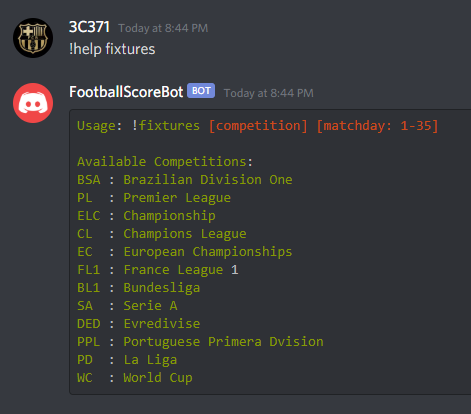 3C371 Today at 8:44 PM
!help fixtures
FootballScoreBot BOT Today at 8:44 PM
Usage: !fixtures [competition] [matchday: 1-35]
Available Competitions:
BSA : Brazilian Division One
PL  : Premier League
ELC : Championship
CL  : Champions League
EC  : European Championships
FL1 : France League 1
BL1 : Bundesliga
SA  : Serie A
DED : Evredivise
PPL : Portuguese Primera Dvision
PD  : La Liga
WC  : World Cup